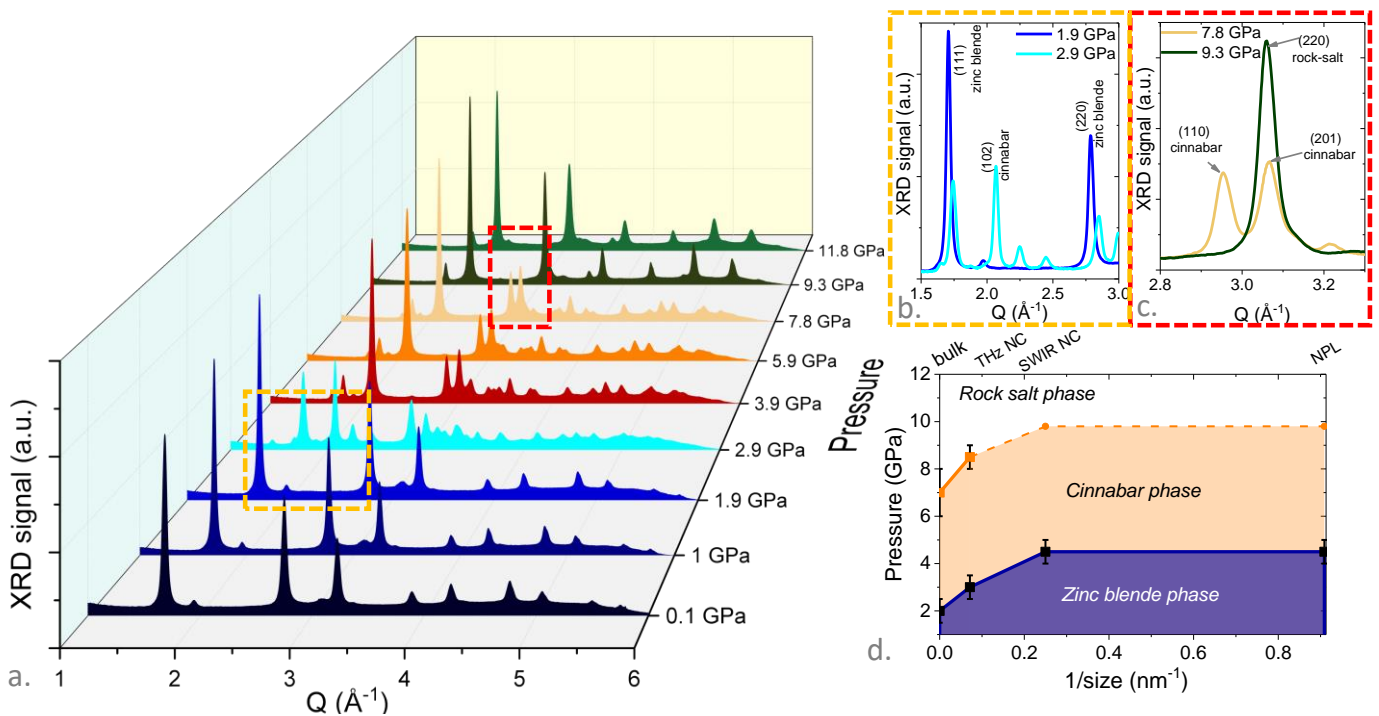 XRD signal (a.u.)
11.8 GPa
9.3 GPa
7.8 GPa
5.9 GPa
3.9 GPa
2.9 GPa
1.9 GPa
1 GPa
0.1 GPa
Pressure
1 2 3 4 5 6
Q (Å⁻¹)
a.
XRD signal (a.u.)
1.9 GPa
2.9 GPa
(111)
zinc blende
(102)
cinnabar
(220)
zinc blende
1.5 2.0 2.5 3.0
Q (Å⁻¹)
b.
XRD signal (a.u.)
7.8 GPa
9.3 GPa
(220)
rock-salt
(110)
cinnabar
(201)
cinnabar
2.8 3.0 3.2
Q (Å⁻¹)
c.
bulk
THz NC
SWIR NC
NPL
Pressure (GPa)
12
10
8
6
4
2
Rock salt phase
Cinnabar phase
Zinc blende phase
0.0 0.2 0.4 0.6 0.8
1/size (nm⁻¹)
d.